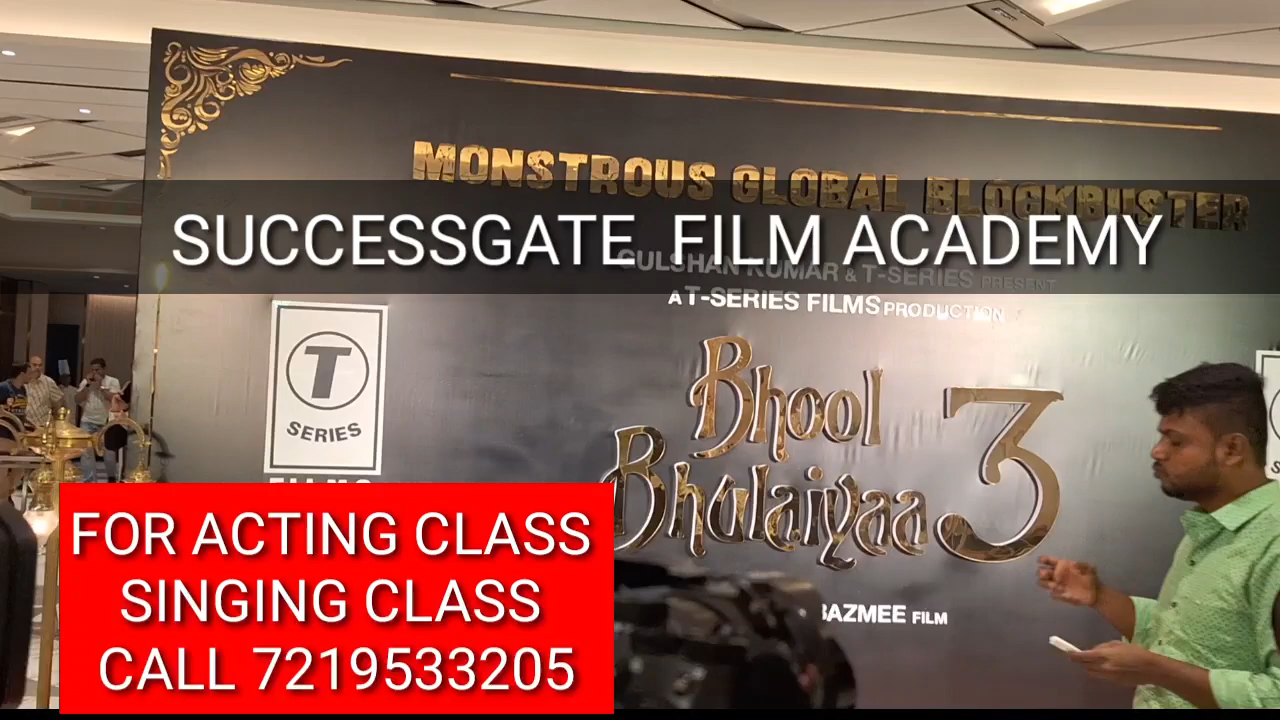 MONSTROUS GLOBAL BLOCKBUSTER
SUCCESSGATE FILM ACADEMY
GULSHAN KUMAR & T-SERIES PRESENT
A T-SERIES FILMS PRODUCTION
T
SERIES
Bhool
Bhulaiyaa 3
BAZMEE FILM
FOR ACTING CLASS
SINGING CLASS
CALL 7219533205